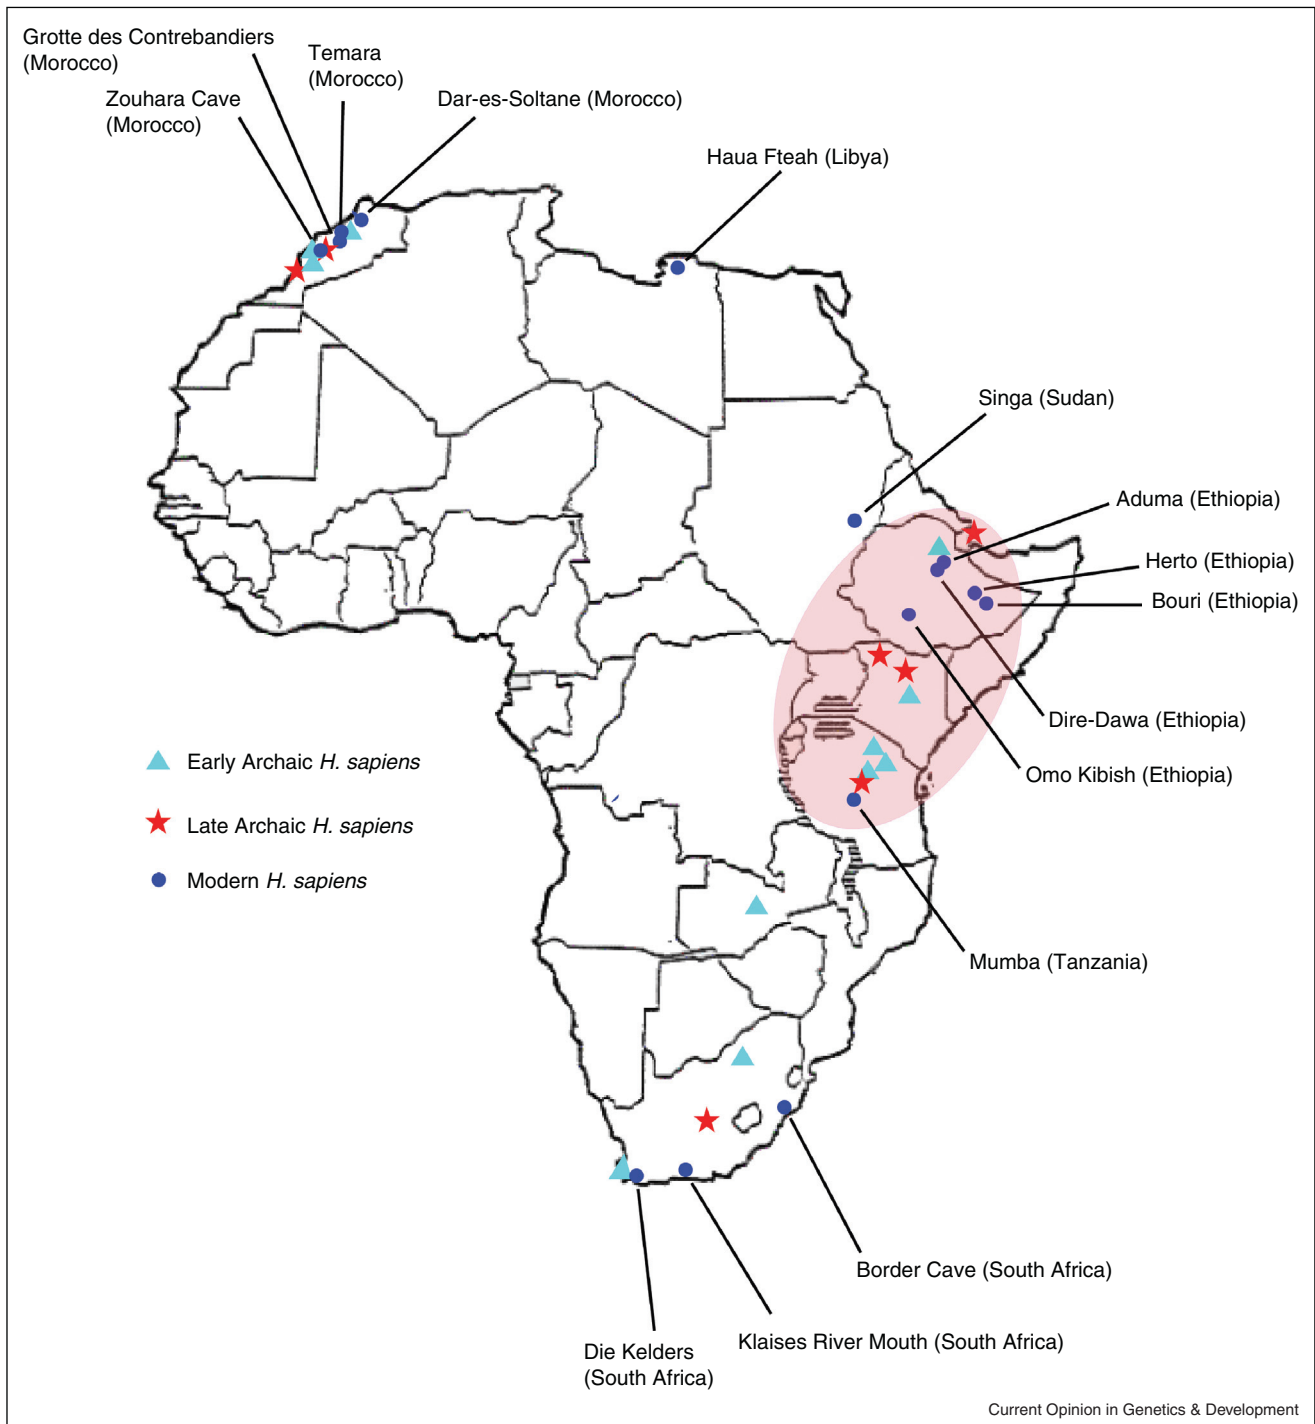 Grotte des Contrebandiers
(Morocco)
Temara
(Morocco)
Zouhara Cave
(Morocco)
Dar-es-Soltane (Morocco)
Haua Fteah (Libya)
Singa (Sudan)
Aduma (Ethiopia)
Herto (Ethiopia)
Bouri (Ethiopia)
Dire-Dawa (Ethiopia)
Omo Kibish (Ethiopia)
Early Archaic H. sapiens
Late Archaic H. sapiens
Modern H. sapiens
Mumba (Tanzania)
Border Cave (South Africa)
Klaises River Mouth (South Africa)
Die Kelders
(South Africa)
Current Opinion in Genetics & Development